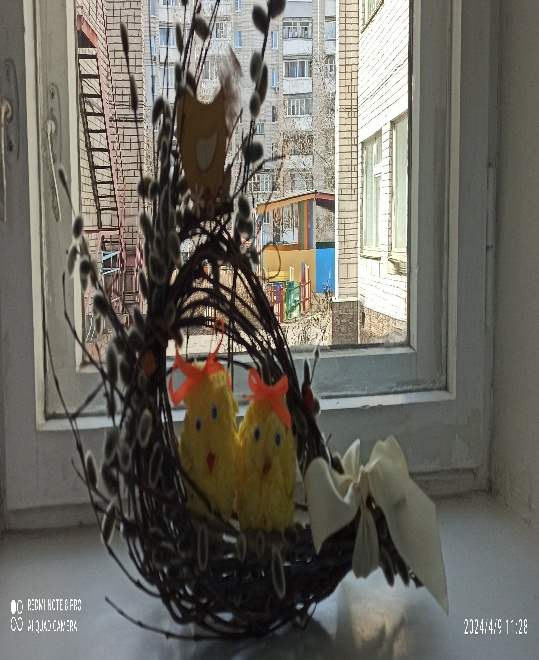 REDMI NOTE 8 PRO
AI QUAD CAMERA
2024/4/9 11:28